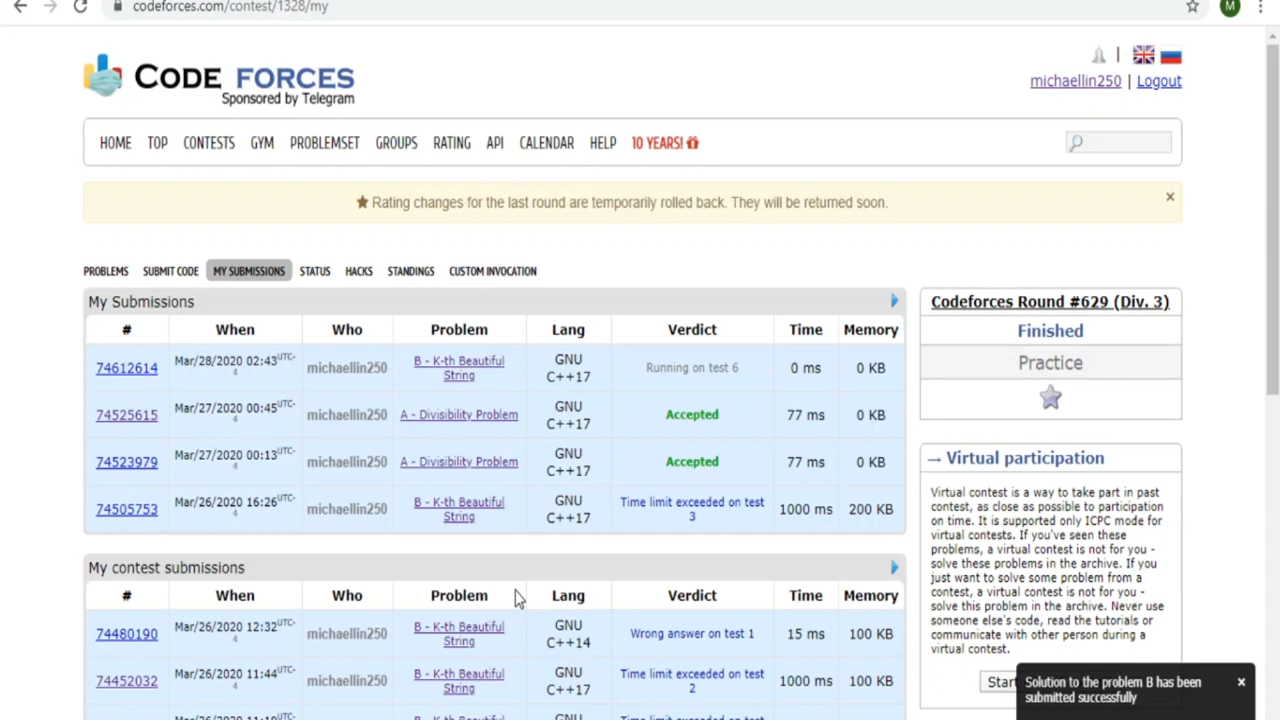 codeforces.com/contest/1328/my
M
CODE FORCES
Sponsored by Telegram
michaellin250 | Logout
HOME TOP CONTESTS GYM PROBLEMSET GROUPS RATING API CALENDAR HELP 10 YEARS!
Rating changes for the last round are temporarily rolled back. They will be returned soon.
×
PROBLEMS SUBMIT CODE MY SUBMISSIONS STATUS HACKS STANDINGS CUSTOM INVOCATION
My Submissions
# When Who Problem Lang Verdict Time Memory
74612614 Mar/28/2020 02:43UTC-4 michaellin250 B - K-th Beautiful String GNU C++17 Running on test 6 0 ms 0 KB
74525615 Mar/27/2020 00:45UTC-4 michaellin250 A - Divisibility Problem GNU C++17 Accepted 77 ms 0 KB
74523979 Mar/27/2020 00:13UTC-4 michaellin250 A - Divisibility Problem GNU C++17 Accepted 77 ms 0 KB
74505753 Mar/26/2020 16:26UTC-4 michaellin250 B - K-th Beautiful String GNU C++17 Time limit exceeded on test 3 1000 ms 200 KB
My contest submissions
# When Who Problem Lang Verdict Time Memory
74480190 Mar/26/2020 12:32UTC-4 michaellin250 B - K-th Beautiful String GNU C++14 Wrong answer on test 1 15 ms 100 KB
74452032 Mar/26/2020 11:44UTC-4 michaellin250 B - K-th Beautiful String GNU C++17 Time limit exceeded on test 2 1000 ms 100 KB
Codeforces Round #629 (Div. 3)
Finished
Practice
→ Virtual participation
Virtual contest is a way to take part in past
contest, as close as possible to participation
on time. It is supported only ICPC mode for
virtual contests. If you've seen these
problems, a virtual contest is not for you -
solve these problems in the archive. If you
just want to solve some problem from a
contest, a virtual contest is not for you -
solve this problem in the archive. Never use
someone else's code, read the tutorials or
communicate with other person during a
virtual contest.
Start
Solution to the problem B has been
submitted successfully
×